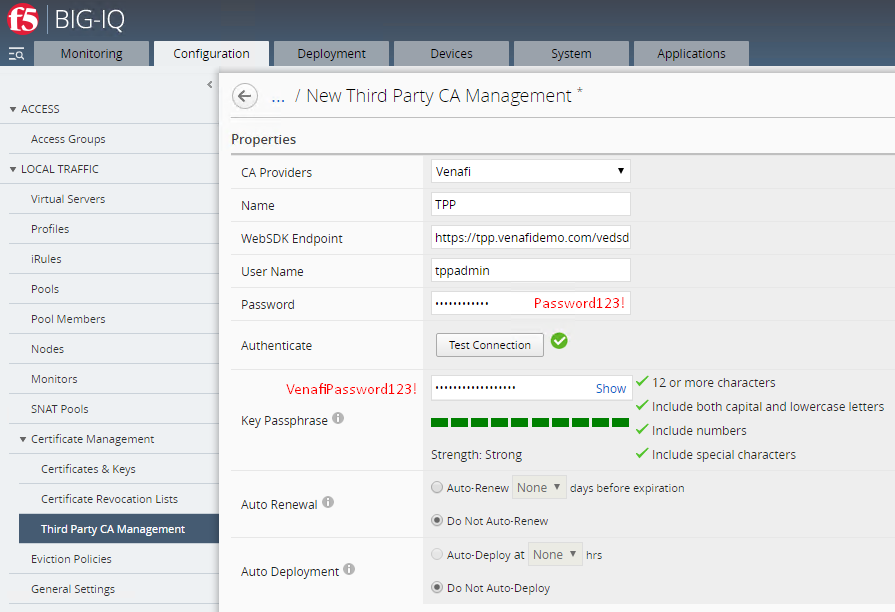 f5 BIG-IQ
Monitoring Configuration Deployment Devices System Applications
ACCESS
Access Groups
LOCAL TRAFFIC
Virtual Servers
Profiles
iRules
Pools
Pool Members
Nodes
Monitors
SNAT Pools
Certificate Management
Certificates & Keys
Certificate Revocation Lists
Third Party CA Management
Eviction Policies
General Settings
... / New Third Party CA Management *
Properties
CA Providers Venafi
Name TPP
WebSDK Endpoint https://tpp.venafidemo.com/vedsd
User Name tppadmin
Password •••••••••••• Password123!
Authenticate Test Connection
VenafiPassword123! •••••••••••••••••• Show
Key Passphrase
Strength: Strong
12 or more characters
Include both capital and lowercase letters
Include numbers
Include special characters
Auto Renewal
Auto-Renew None days before expiration
Do Not Auto-Renew
Auto Deployment
Auto-Deploy at None hrs
Do Not Auto-Deploy